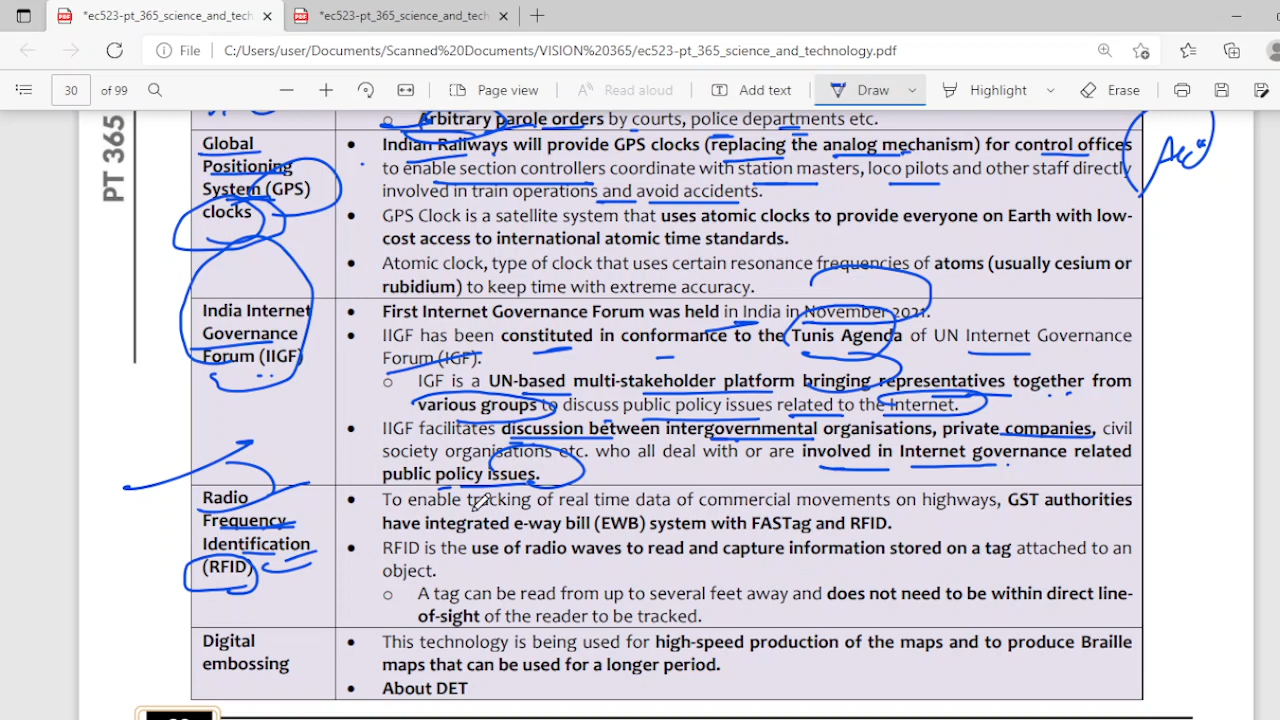 *ec523-pt_365_science_and_tech
*ec523-pt_365_science_and_tech
File
C:/Users/user/Documents/Scanned%20Documents/VISION%20365/ec523-pt_365_science_and_technology.pdf
30 of 99
Page view
Read aloud
Add text
Draw
Highlight
Erase
PT 365
o Arbitrary parole orders by courts, police departments etc.
Global
Positioning
System (GPS)
clocks
• Indian Railways will provide GPS clocks (replacing the analog mechanism) for control offices
to enable section controllers coordinate with station masters, loco pilots and other staff directly
involved in train operations and avoid accidents.
• GPS Clock is a satellite system that uses atomic clocks to provide everyone on Earth with low-
cost access to international atomic time standards.
• Atomic clock, type of clock that uses certain resonance frequencies of atoms (usually cesium or
rubidium) to keep time with extreme accuracy.
India Internet
Governance
Forum (IIGF)
• First Internet Governance Forum was held in India in November 2021.
• IIGF has been constituted in conformance to the Tunis Agenda of UN Internet Governance
Forum (IGF).
o IGF is a UN-based multi-stakeholder platform bringing representatives together from
various groups to discuss public policy issues related to the Internet.
• IIGF facilitates discussion between intergovernmental organisations, private companies, civil
society organisations etc. who all deal with or are involved in Internet governance related
public policy issues.
Radio
Frequency
Identification
(RFID)
• To enable tracking of real time data of commercial movements on highways, GST authorities
have integrated e-way bill (EWB) system with FASTag and RFID.
• RFID is the use of radio waves to read and capture information stored on a tag attached to an
object.
o A tag can be read from up to several feet away and does not need to be within direct line-
of-sight of the reader to be tracked.
Digital
embossing
• This technology is being used for high-speed production of the maps and to produce Braille
maps that can be used for a longer period.
• About DET